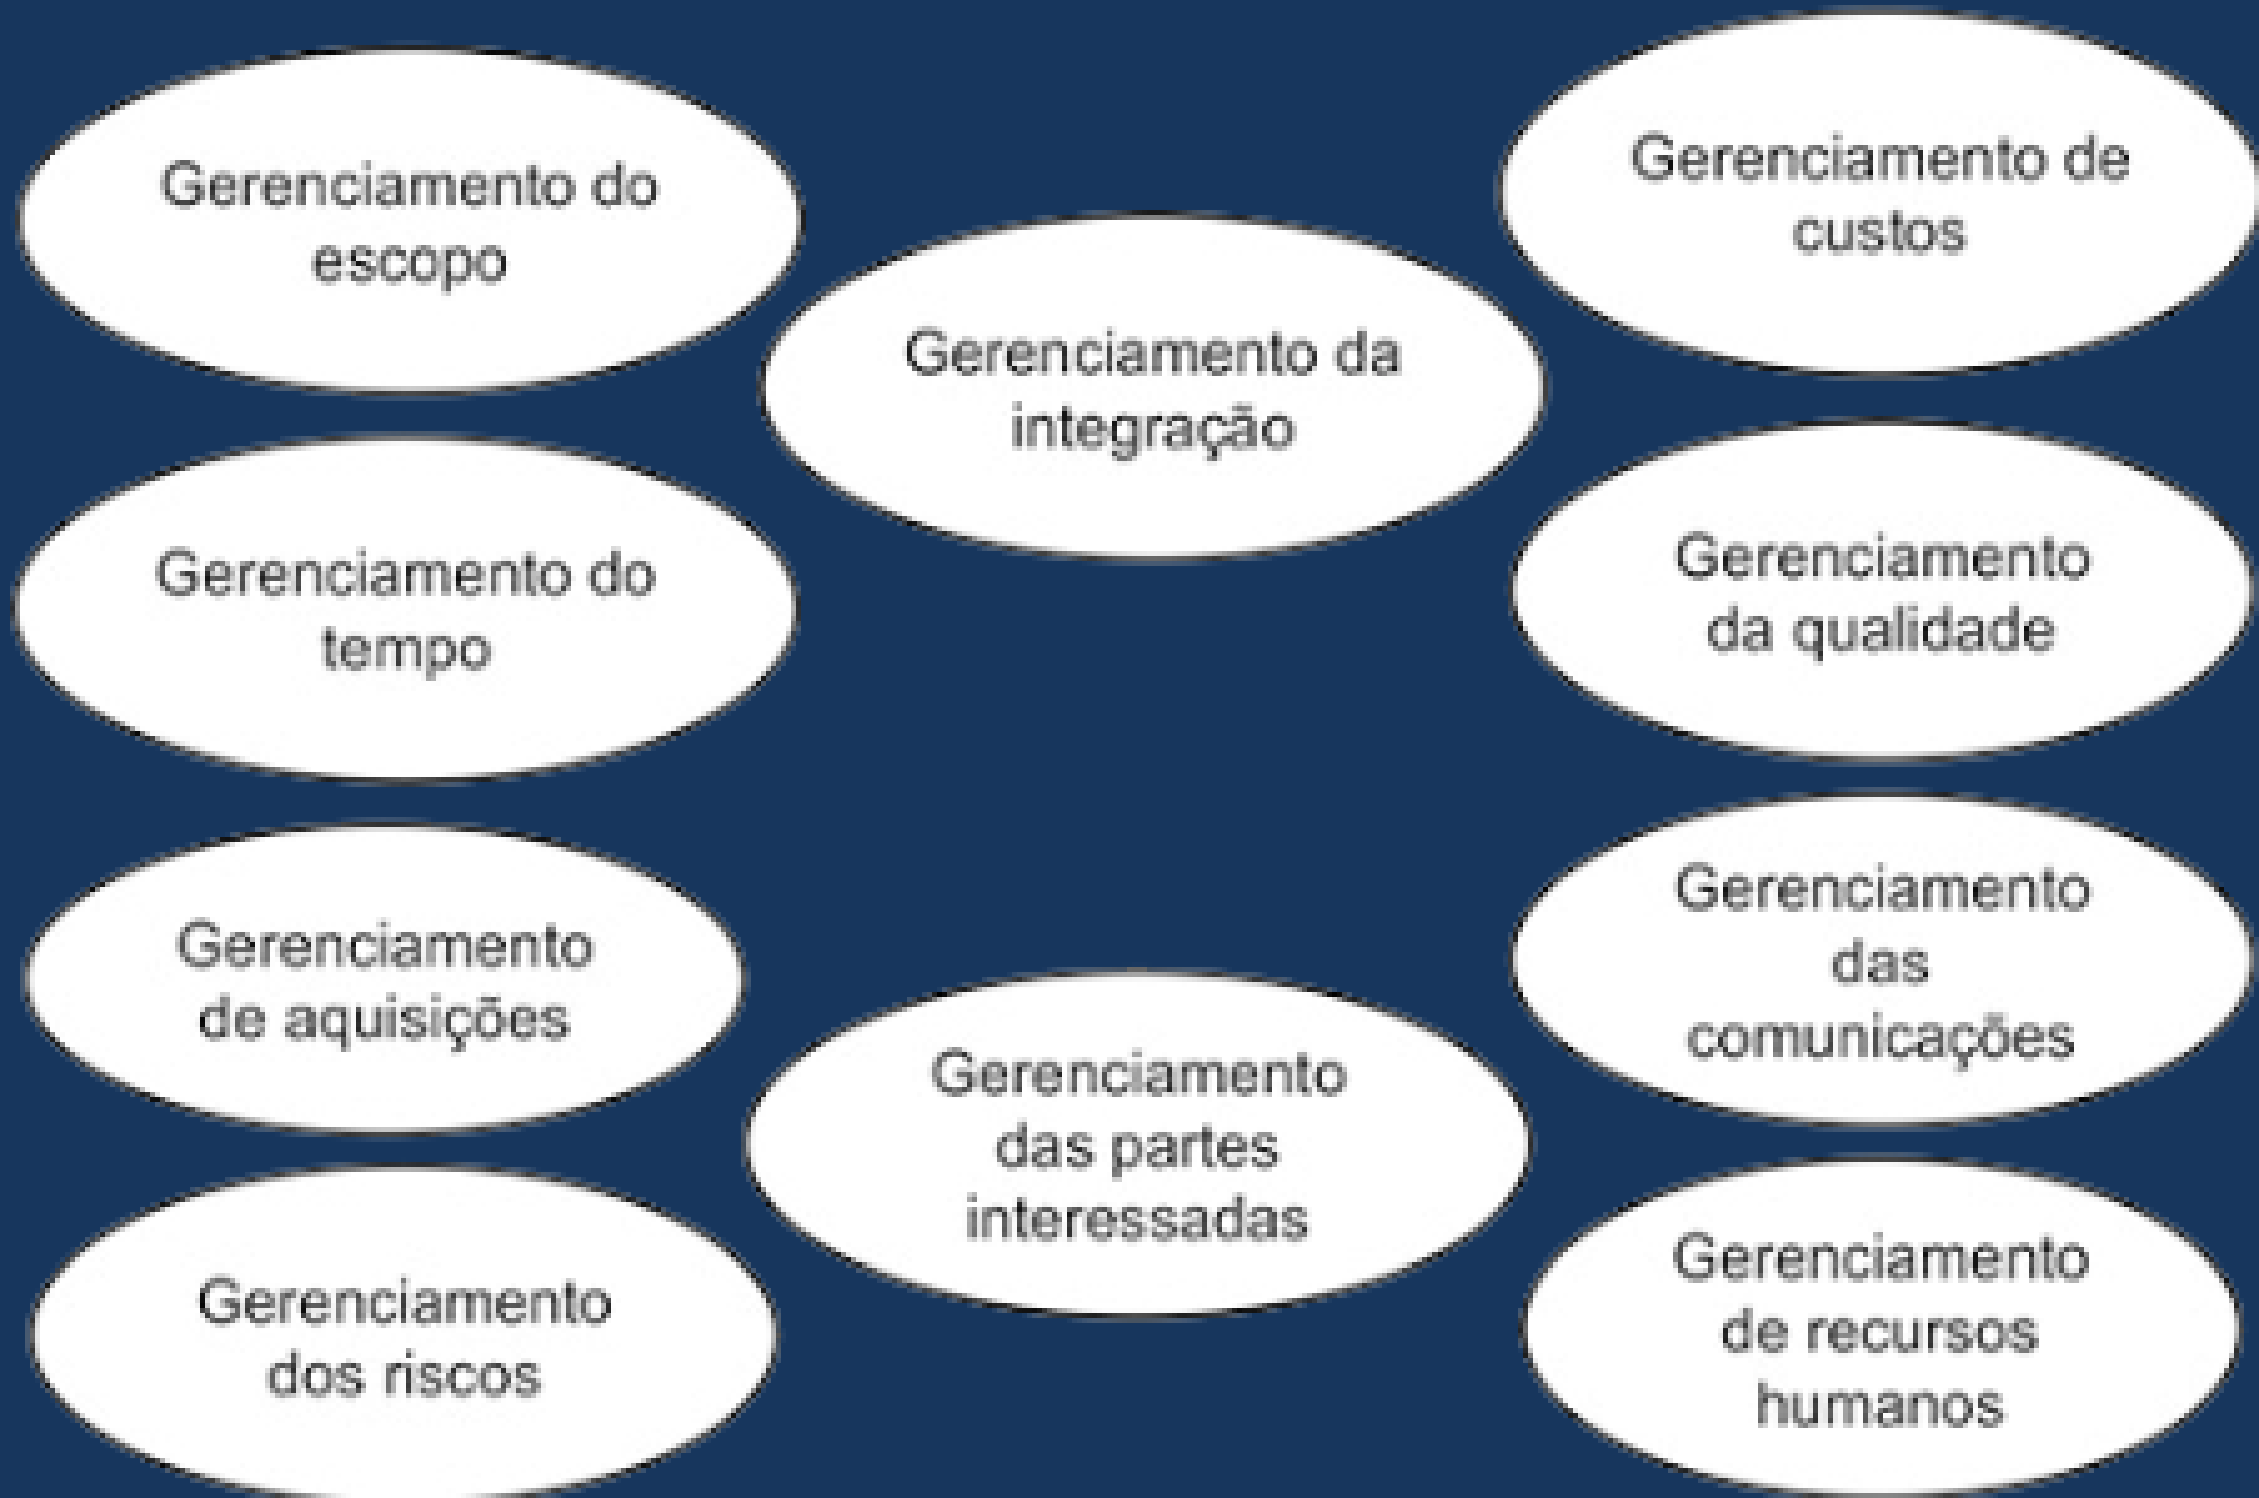 Gerenciamento do
escopo
Gerenciamento da
integração
Gerenciamento de
custos
Gerenciamento do
tempo
Gerenciamento
da qualidade
Gerenciamento
de aquisições
Gerenciamento
das partes
interessadas
Gerenciamento
das
comunicações
Gerenciamento
dos riscos
Gerenciamento
de recursos
humanos